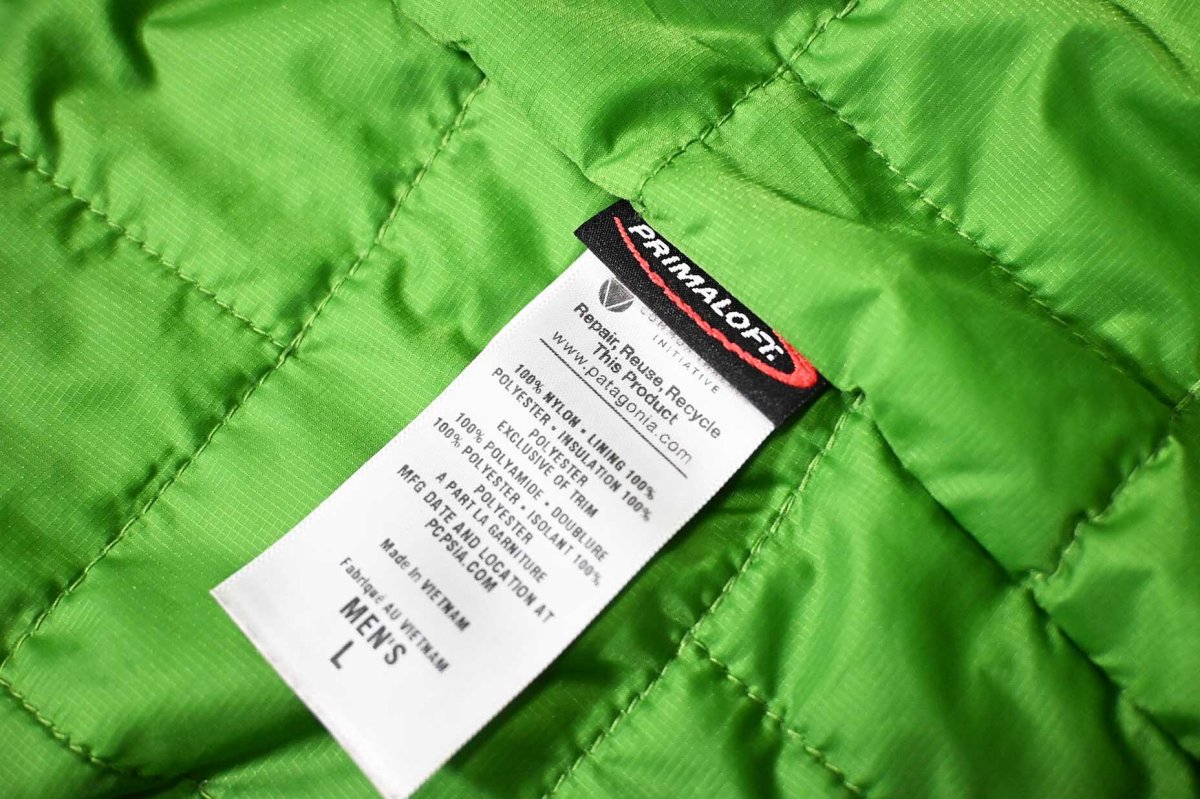 PRIMALOFT.
INITIATIVE
Repair, Reuse, Recycle
This Product
www.patagonia.com
100% NYLON • LINING 100%
POLYESTER • INSULATION 100%
POLYESTER
EXCLUSIVE OF TRIM
100% POLYAMIDE • DOUBLURE
100% POLYESTER • ISOLANT 100%
POLYESTER
A PART LA GARNITURE
MFG DATE AND LOCATION AT
PCPSIA.COM
Made in VIETNAM
Fabriqué AU VIETNAM
MEN'S
L